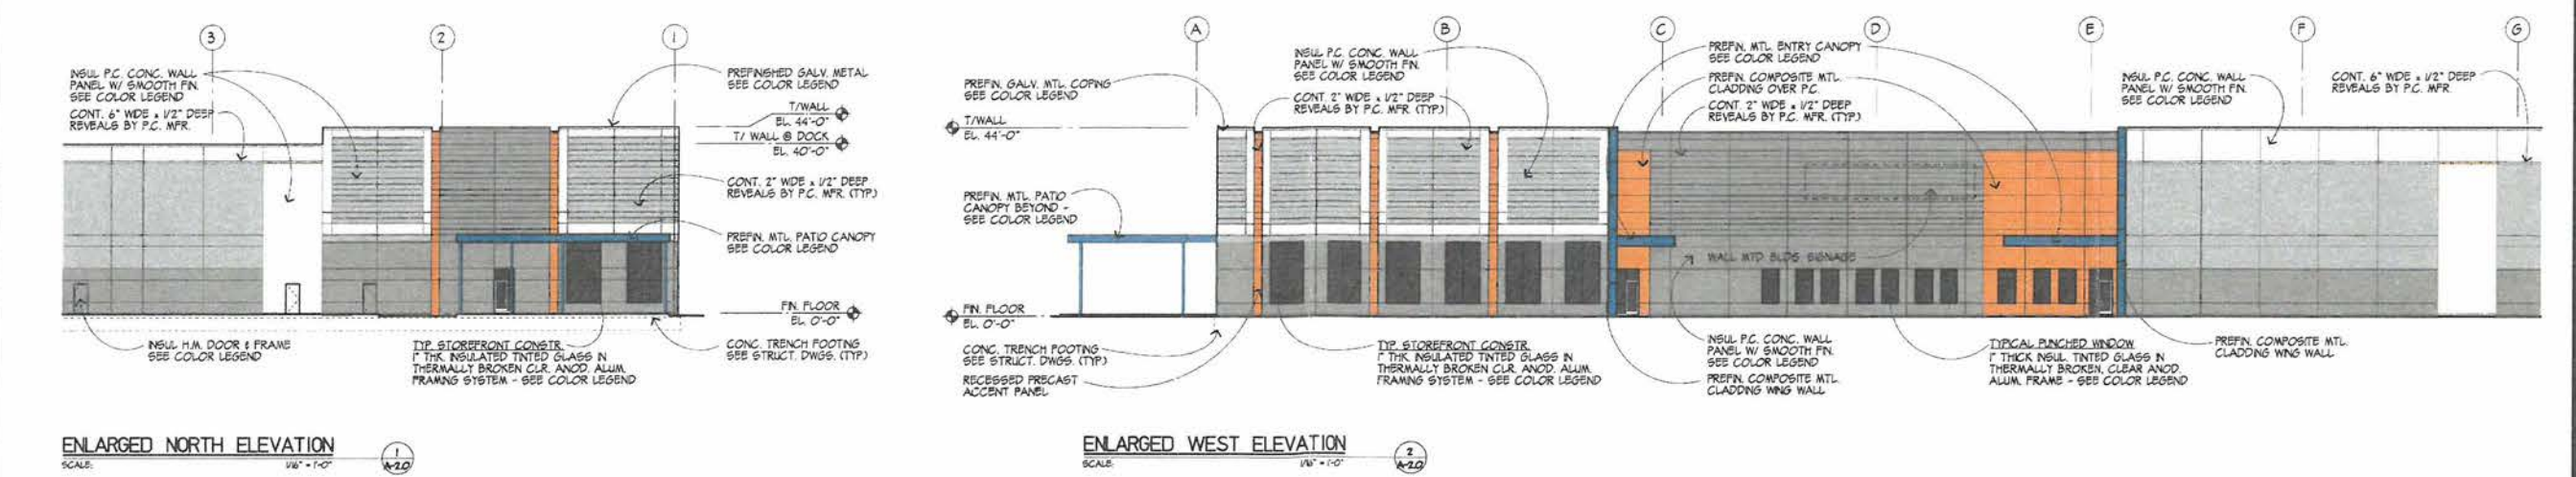 3
2
1
INSUL P.C. CONC. WALL
PANEL W/ SMOOTH FIN.
SEE COLOR LEGEND
CONT. 6" WIDE x 1/2" DEEP
REVEALS BY P.C. MFR.
PREFINISHED GALV. METAL
SEE COLOR LEGEND
T/WALL
EL. 44'-0"
T/ WALL @ DOCK
EL. 40'-0"
CONT. 2" WIDE x 1/2" DEEP
REVEALS BY P.C. MFR. (TYP.)
PREFIN. MTL. PATIO CANOPY
SEE COLOR LEGEND
FIN. FLOOR
EL. 0'-0"
INSUL H.M. DOOR & FRAME
SEE COLOR LEGEND
TYP. STOREFRONT CONSTR.
1" THK. INSULATED TINTED GLASS IN
THERMALLY BROKEN CLR. ANOD. ALUM.
FRAMING SYSTEM - SEE COLOR LEGEND
CONC. TRENCH FOOTING
SEE STRUCT. DWGS. (TYP.)
ENLARGED NORTH ELEVATION
SCALE: 1/16" = 1'-0"
1
A-2.0
A
B
C
D
E
F
G
PREFIN. GALV. MTL. COPING
SEE COLOR LEGEND
T/WALL
EL. 44'-0"
INSUL P.C. CONC. WALL
PANEL W/ SMOOTH FIN.
SEE COLOR LEGEND
CONT. 2" WIDE x 1/2" DEEP
REVEALS BY P.C. MFR. (TYP.)
PREFIN. MTL. ENTRY CANOPY
SEE COLOR LEGEND
PREFIN. COMPOSITE MTL.
CLADDING OVER P.C.
CONT. 2" WIDE x 1/2" DEEP
REVEALS BY P.C. MFR. (TYP.)
INSUL P.C. CONC. WALL
PANEL W/ SMOOTH FIN.
SEE COLOR LEGEND
CONT. 6" WIDE x 1/2" DEEP
REVEALS BY P.C. MFR.
PREFIN. MTL. PATIO
CANOPY BEYOND -
SEE COLOR LEGEND
WALL MTD BLDG SIGNAGE
FIN. FLOOR
EL. 0'-0"
CONC. TRENCH FOOTING
SEE STRUCT. DWGS. (TYP.)
RECESSED PRECAST
ACCENT PANEL
TYP. STOREFRONT CONSTR.
1" THK. INSULATED TINTED GLASS IN
THERMALLY BROKEN CLR. ANOD. ALUM.
FRAMING SYSTEM - SEE COLOR LEGEND
INSUL P.C. CONC. WALL
PANEL W/ SMOOTH FIN.
SEE COLOR LEGEND
PREFIN. COMPOSITE MTL.
CLADDING WING WALL
TYPICAL PUNCHED WINDOW
1" THICK INSUL. TINTED GLASS IN
THERMALLY BROKEN, CLEAR ANOD.
ALUM. FRAME - SEE COLOR LEGEND
PREFIN. COMPOSITE MTL.
CLADDING WING WALL
ENLARGED WEST ELEVATION
SCALE: 1/16" = 1'-0"
2
A-2.0